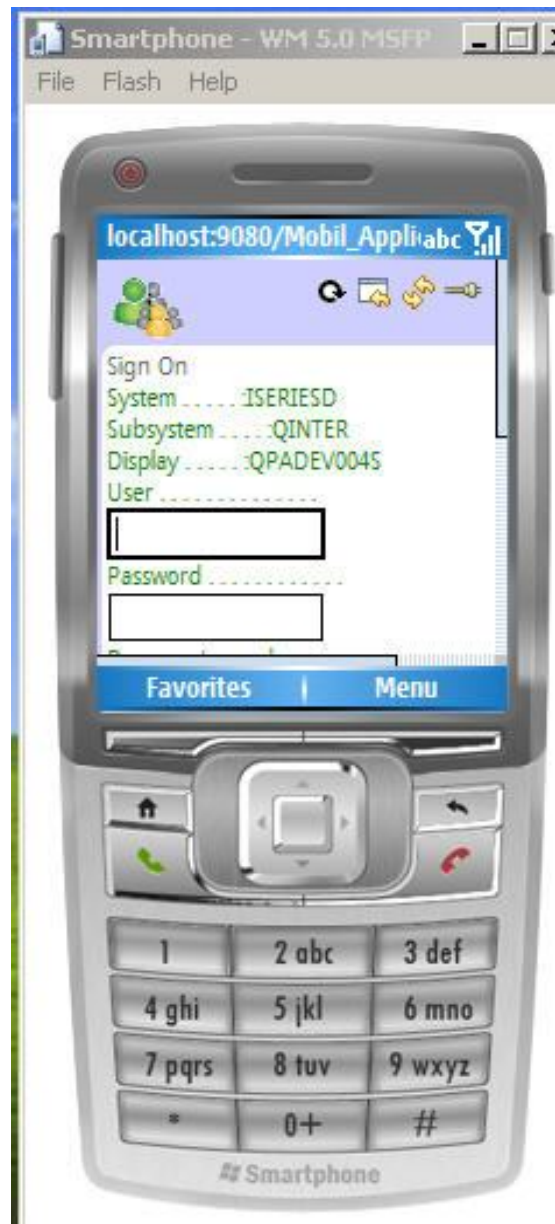 Smartphone - WM 5.0 MSFP
File Flash Help
localhost:9080/Mobil_Appli abc
Sign On
System . . . . . :ISERIESD
Subsystem . . . . :QINTER
Display . . . . . :QPADEV004S
User . . . . . . . . . . . . . .
Password . . . . . . . . . . . .
Favorites Menu
1 2 abc 3 def
4 ghi 5 jkl 6 mno
7 pqrs 8 tuv 9 wxyz
* 0+ #
Smartphone